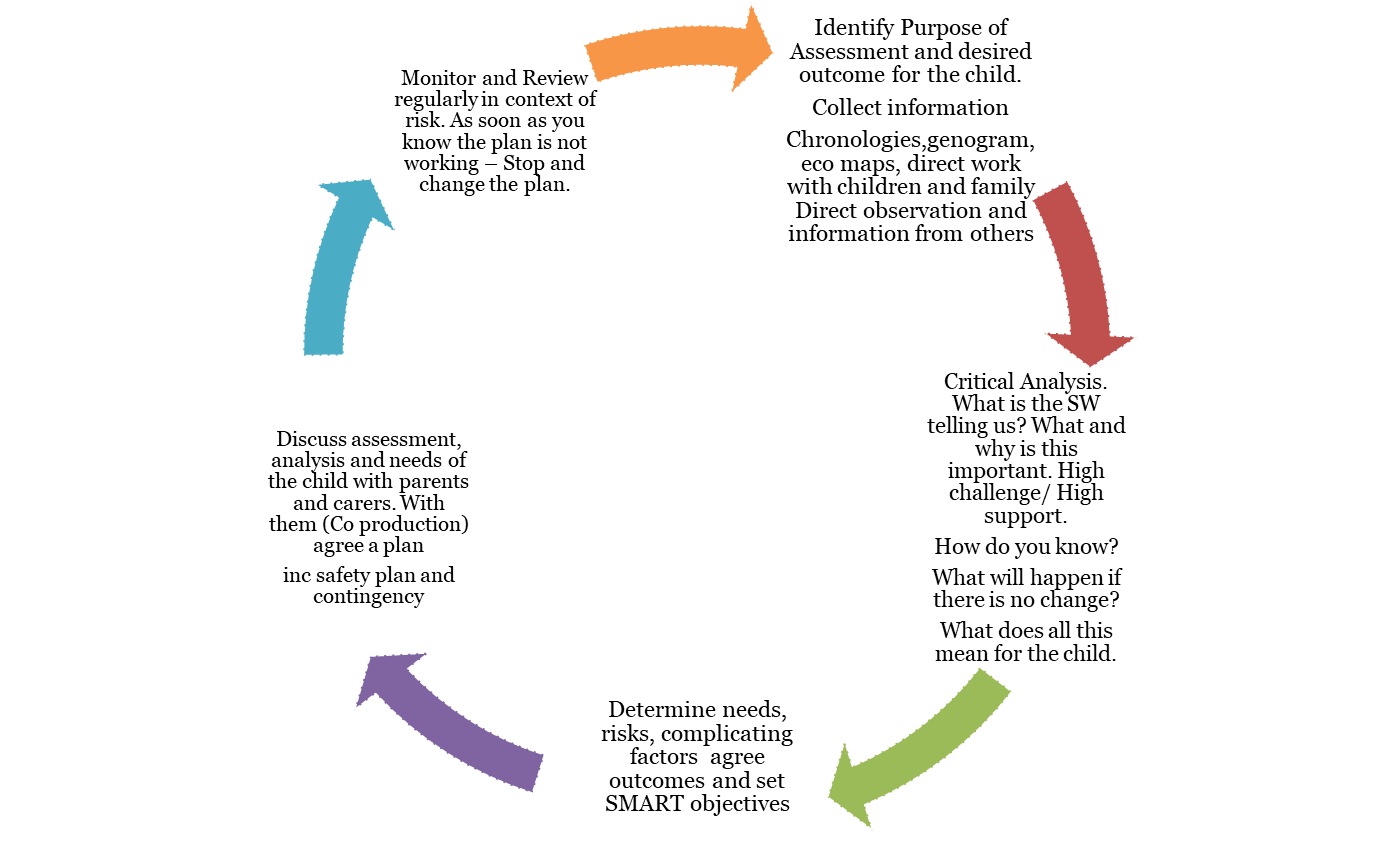 Identify Purpose of
Assessment and desired
outcome for the child.
Collect information
Chronologies,genogram,
eco maps, direct work
with children and family
Direct observation and
information from others
Critical Analysis.
What is the SW
telling us? What and
why is this
important. High
challenge/ High
support.
How do you know?
What will happen if
there is no change?
What does all this
mean for the child.
Determine needs,
risks, complicating
factors  agree
outcomes and set
SMART objectives
Discuss assessment,
analysis and needs of
the child with parents
and carers. With
them (Co production)
agree a plan
inc safety plan and
contingency
Monitor and Review
regularly in context of
risk. As soon as you
know the plan is not
working – Stop and
change the plan.